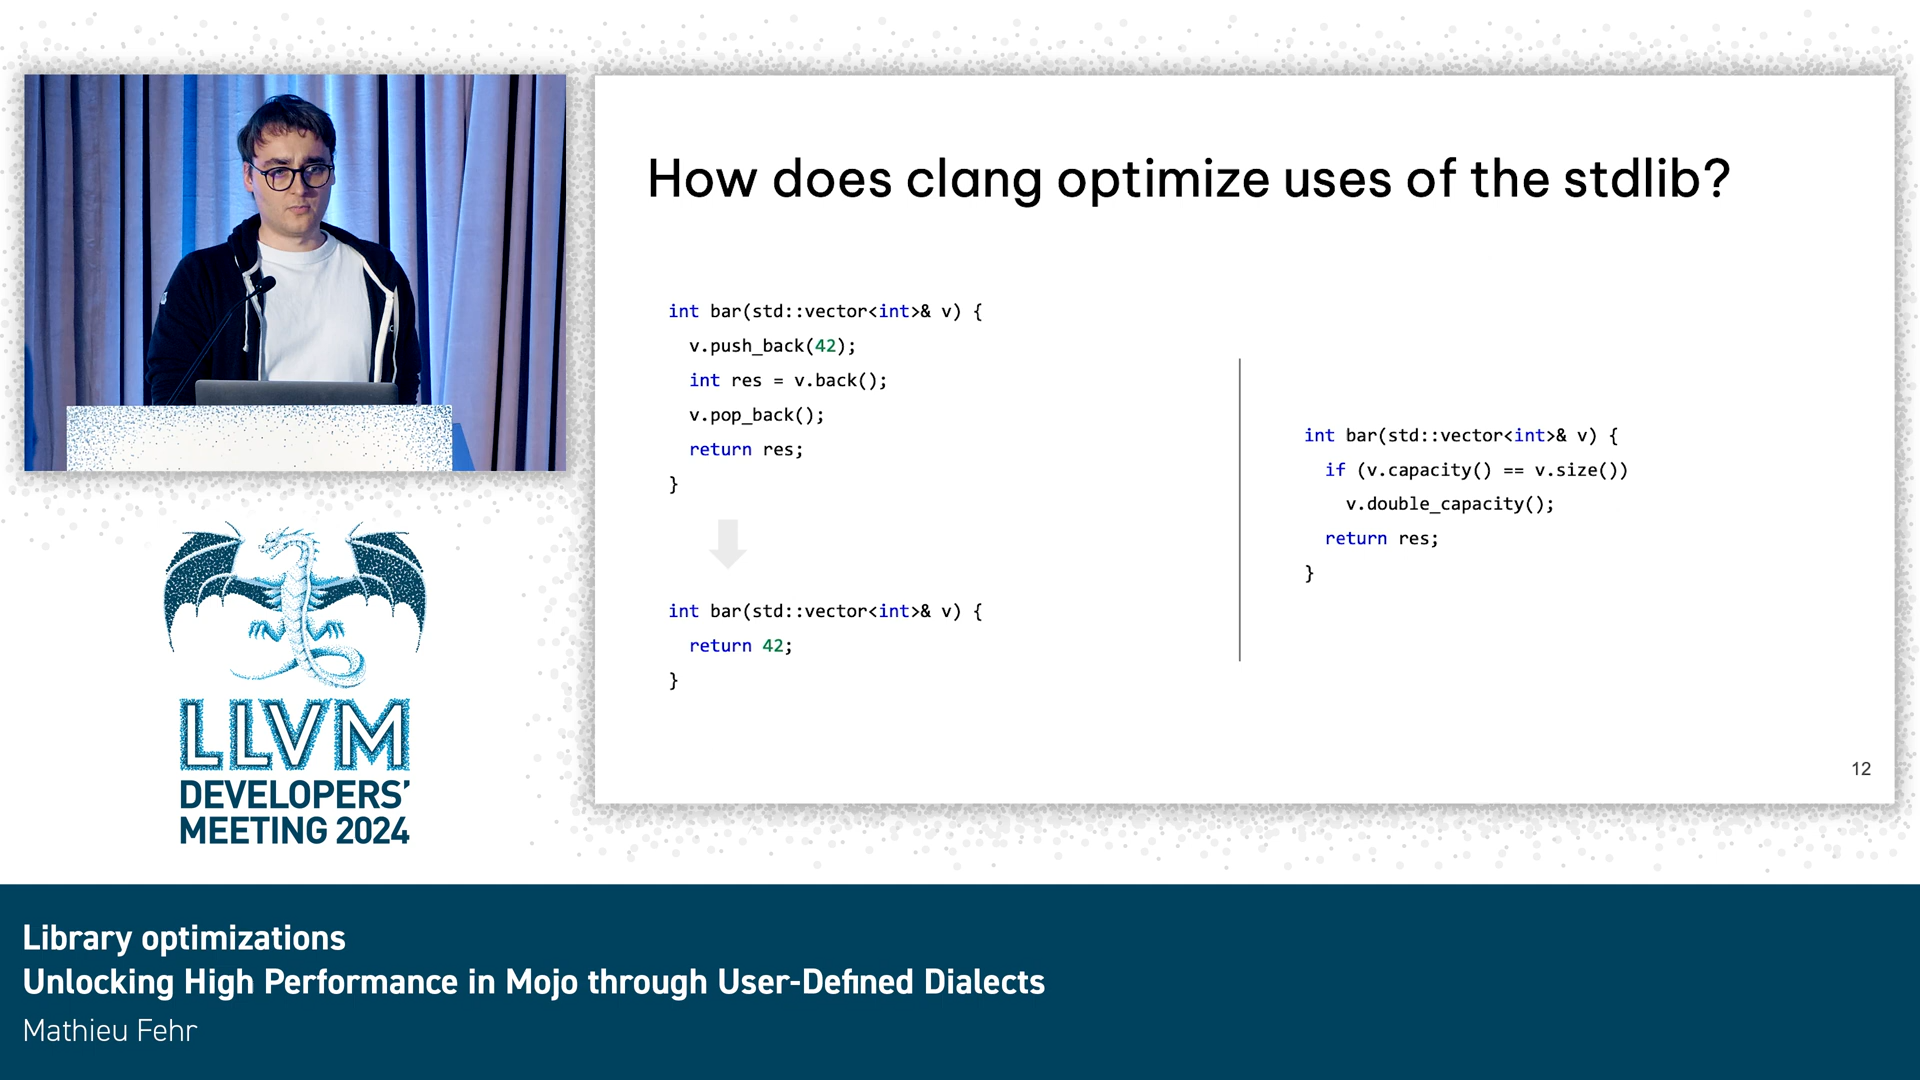 How does clang optimize uses of the stdlib?
int bar(std::vector<int>& v) {
v.push_back(42);
int res = v.back();
v.pop_back();
return res;
}
int bar(std::vector<int>& v) {
return 42;
}
int bar(std::vector<int>& v) {
if (v.capacity() == v.size())
v.double_capacity();
return res;
}
12
LLVM
DEVELOPERS'
MEETING 2024
Library optimizations
Unlocking High Performance in Mojo through User-Defined Dialects
Mathieu Fehr